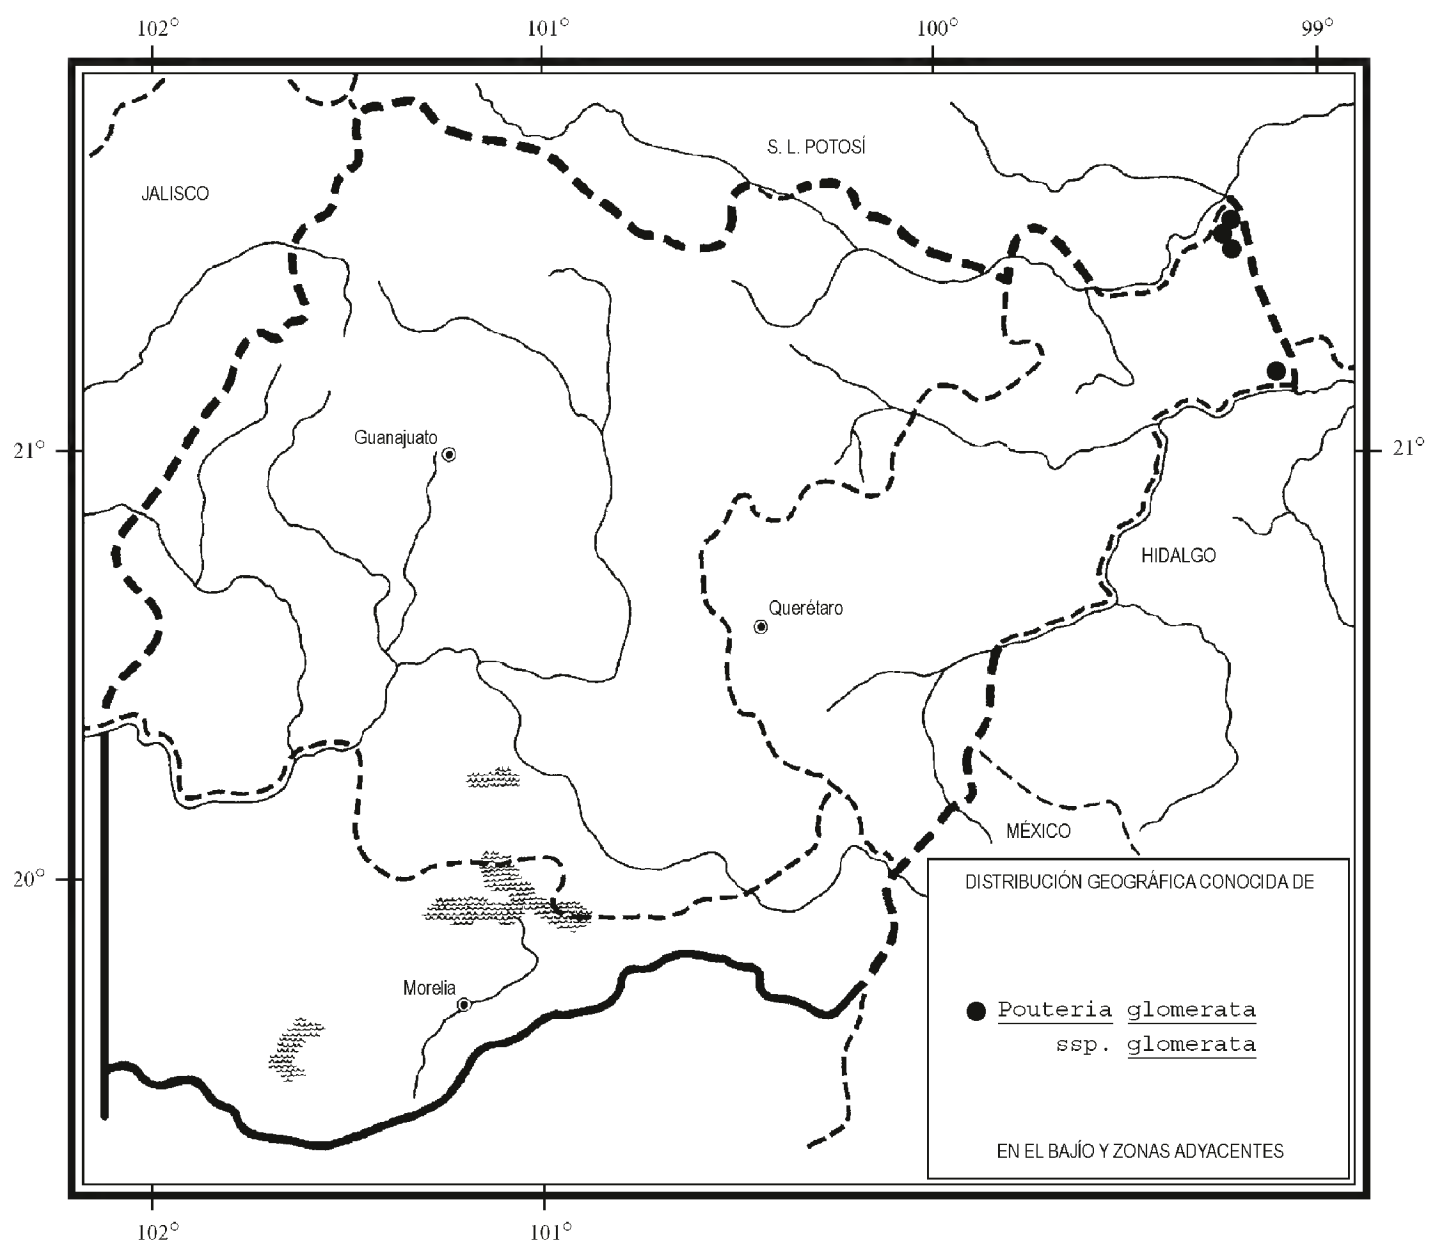 102° 101° 100° 99°
S. L. POTOSÍ
JALISCO
Guanajuato
21° 21°
HIDALGO
Querétaro
MÉXICO
20°
DISTRIBUCIÓN GEOGRÁFICA CONOCIDA DE
Morelia
Pouteria glomerata
ssp. glomerata
EN EL BAJÍO Y ZONAS ADYACENTES
102° 101°